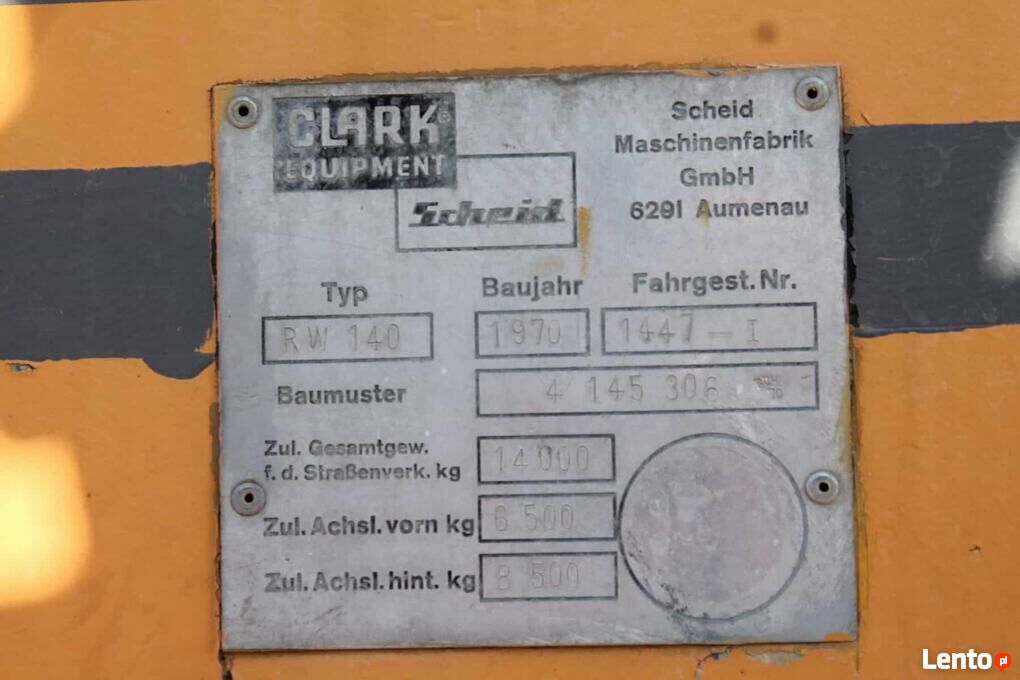 CLARK®
EQUIPMENT
Scheid
Scheid
Maschinenfabrik
GmbH
6291 Aumenau
Typ
Baujahr
Fahrgest. Nr.
RW 140
1970
1447 – I
Baumuster
4 145 306
Zul. Gesamtgew.
f. d. Straßenverk. kg
14 000
Zul. Achsl. vorn kg
6 500
Zul. Achsl. hint. kg
8 500
Lento.pl